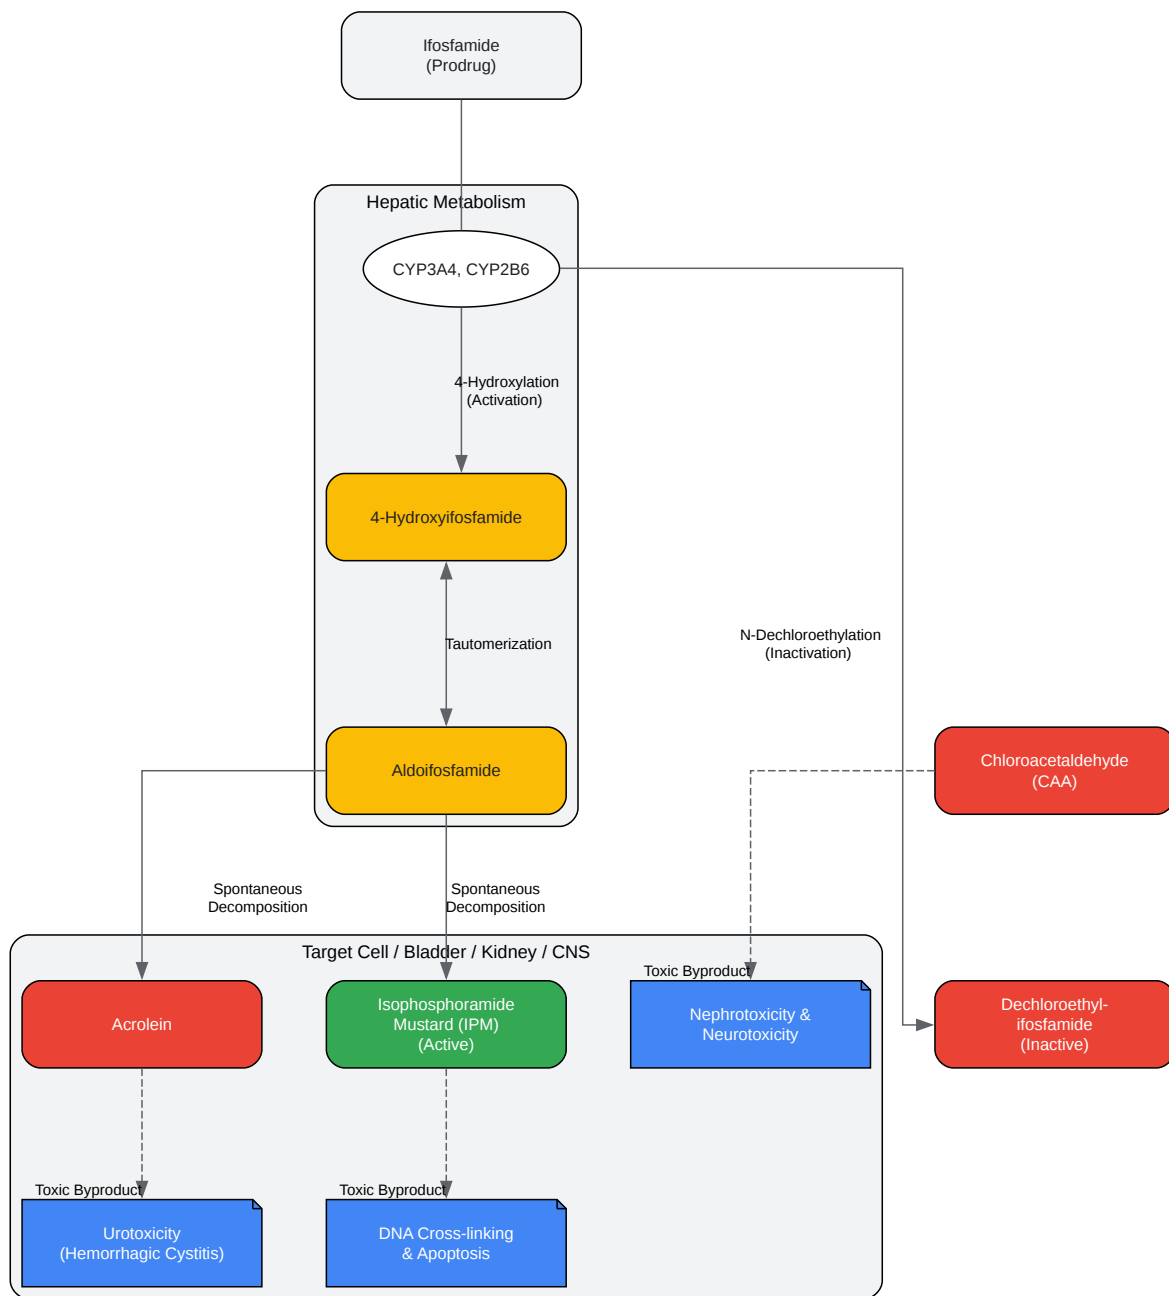 Ifosfamide
(Prodrug)
Hepatic Metabolism
CYP3A4, CYP2B6
4-Hydroxylation
(Activation)
4-Hydroxyifosfamide
Tautomerization
N-Dechloroethylation
(Inactivation)
Aldoifosfamide
Chloroacetaldehyde
(CAA)
Spontaneous
Decomposition
Spontaneous
Decomposition
Target Cell / Bladder / Kidney / CNS
Toxic Byproduct
Acrolein
Isophosphoramide
Mustard (IPM)
(Active)
Nephrotoxicity &
Neurotoxicity
Dechloroethyl-
ifosfamide
(Inactive)
Toxic Byproduct
Toxic Byproduct
Urotoxicity
(Hemorrhagic Cystitis)
DNA Cross-linking
& Apoptosis